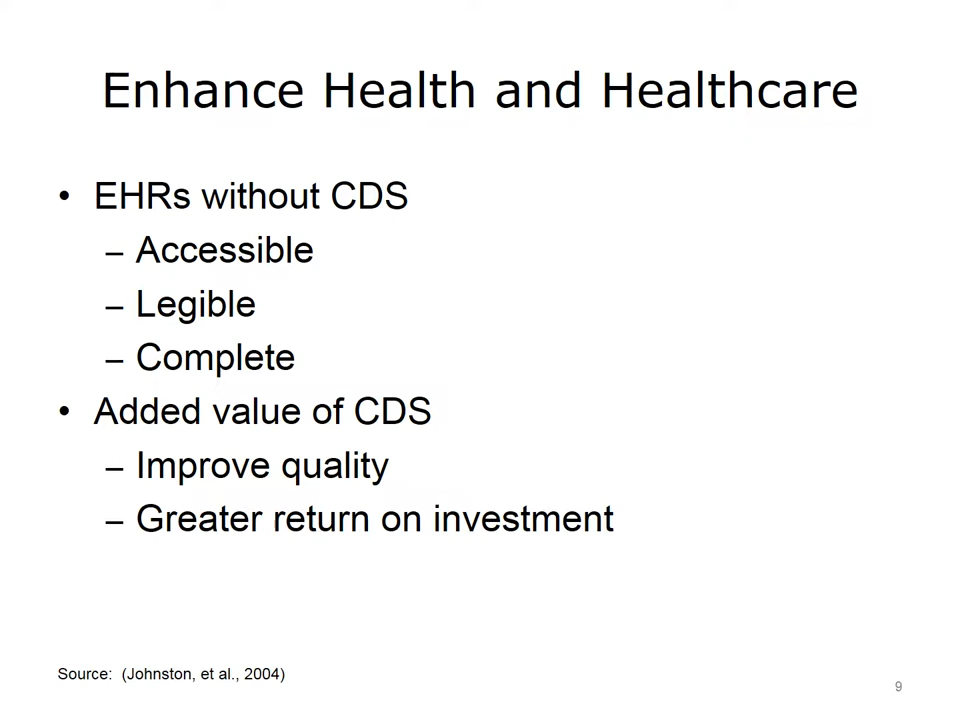 Enhance Health and Healthcare
• EHRs without CDS
– Accessible
– Legible
– Complete
• Added value of CDS
– Improve quality
– Greater return on investment
Source:  (Johnston, et al., 2004)
9